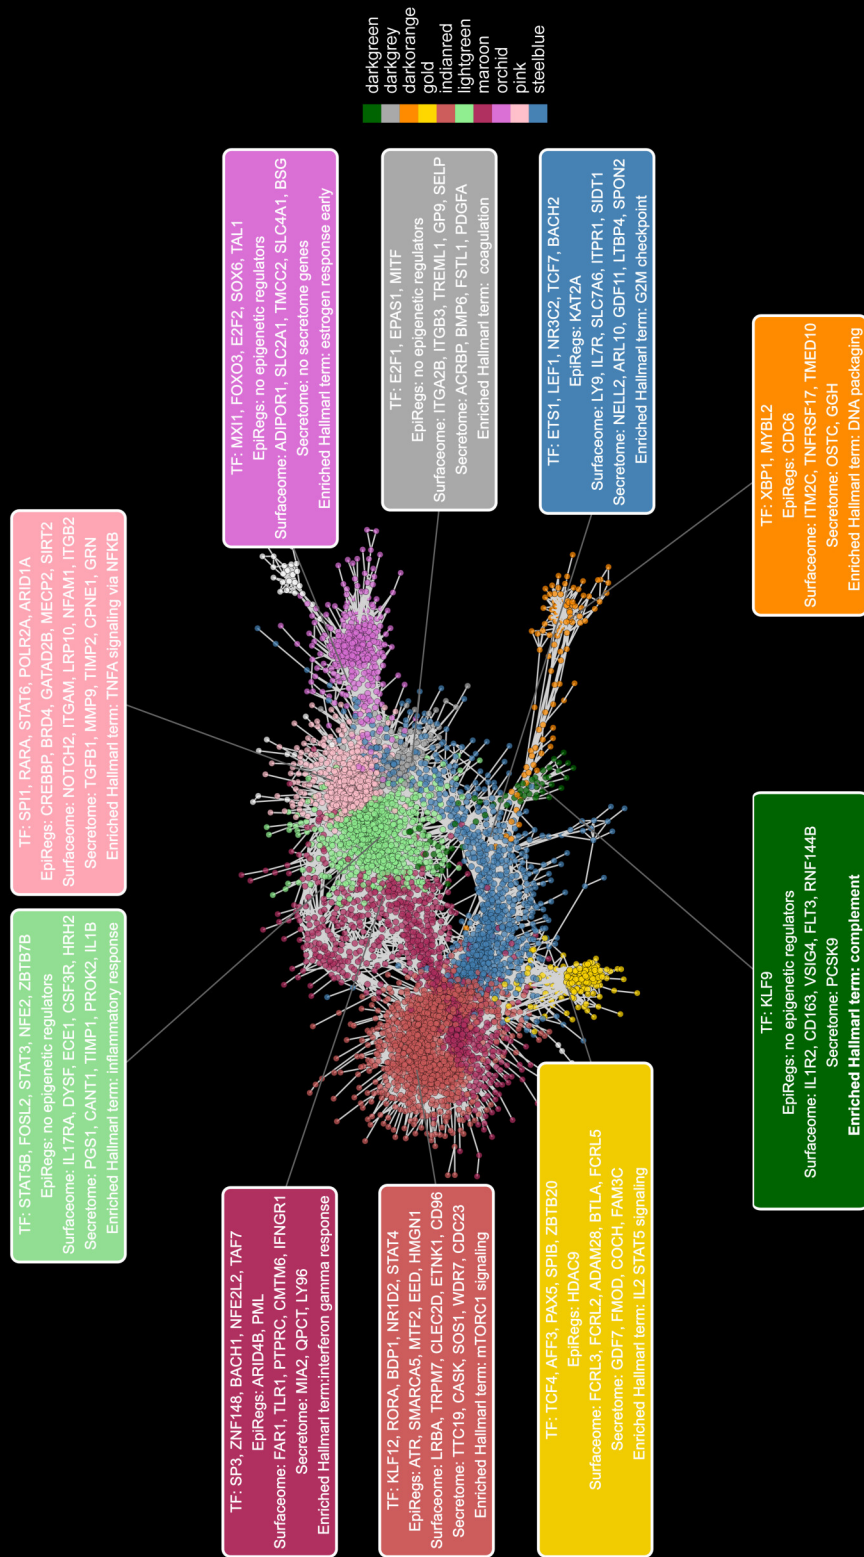 TF: STAT5B, FOSL2, STAT3, NFE2, ZBTB7B
EpiRegs: no epigenetic regulators
Surfaceome: IL17RA, DYSF, ECE1, CSF3R, HRH2
Secretome: PGS1, CANT1, TIMP1, PROK2, IL1B
Enriched Hallmarl term: inflammatory response
TF: SPI1, RARA, STAT6, POLR2A, ARID1A
EpiRegs: CREBBP, BRD4, GATAD2B, MECP2, SIRT2
Surfaceome: NOTCH2, ITGAM, LRP10, NFAM1, ITGB2
Secretome: TGFB1, MMP9, TIMP2, CPNE1, GRN
Enriched Hallmarl term: TNFA signaling via NFKB
TF: SP3, ZNF148, BACH1, NFE2L2, TAF7
EpiRegs: ARID4B, PML
Surfaceome: FAR1, TLR1, PTPRC, CMTM6, IFNGR1
Secretome: MIA2, QPCT, LY96
Enriched Hallmarl term:interferon gamma response
TF: MXI1, FOXO3, E2F2, SOX6, TAL1
EpiRegs: no epigenetic regulators
Surfaceome: ADIPOR1, SLC2A1, TMCC2, SLC4A1, BSG
Secretome: no secretome genes
Enriched Hallmarl term: estrogen response early
TF: KLF12, RORA, BDP1, NR1D2, STAT4
EpiRegs: ATR, SMARCA5, MTF2, EED, HMGN1
Surfaceome: LRBA, TRPM7, CLEC2D, ETNK1, CD96
Secretome: TTC19, CASK, SOS1, WDR7, CDC23
Enriched Hallmarl term: mTORC1 signaling
TF: E2F1, EPAS1, MITF
EpiRegs: no epigenetic regulators
Surfaceome: ITGA2B, ITGB3, TREML1, GP9, SELP
Secretome: ACRBP, BMP6, FSTL1, PDGFA
Enriched Hallmarl term: coagulation
TF: TCF4, AFF3, PAX5, SPIB, ZBTB20
EpiRegs: HDAC9
Surfaceome: FCRL3, FCRL2, ADAM28, BTLA, FCRL5
Secretome: GDF7, FMOD, COCH, FAM3C
Enriched Hallmarl term: IL2 STAT5 signaling
TF: ETS1, LEF1, NR3C2, TCF7, BACH2
EpiRegs: KAT2A
Surfaceome: LY9, IL7R, SLC7A6, ITPR1, SIDT1
Secretome: NELL2, ARL10, GDF11, LTBP4, SPON2
Enriched Hallmarl term: G2M checkpoint
TF: KLF9
EpiRegs: no epigenetic regulators
Surfaceome: IL1R2, CD163, VSIG4, FLT3, RNF144B
Secretome: PCSK9
Enriched Hallmarl term: complement
TF: XBP1, MYBL2
EpiRegs: CDC6
Surfaceome: ITM2C, TNFRSF17, TMED10
Secretome: OSTC, GGH
Enriched Hallmarl term: DNA packaging
darkgreen
darkgrey
darkorange
gold
indianred
lightgreen
maroon
orchid
pink
steelblue